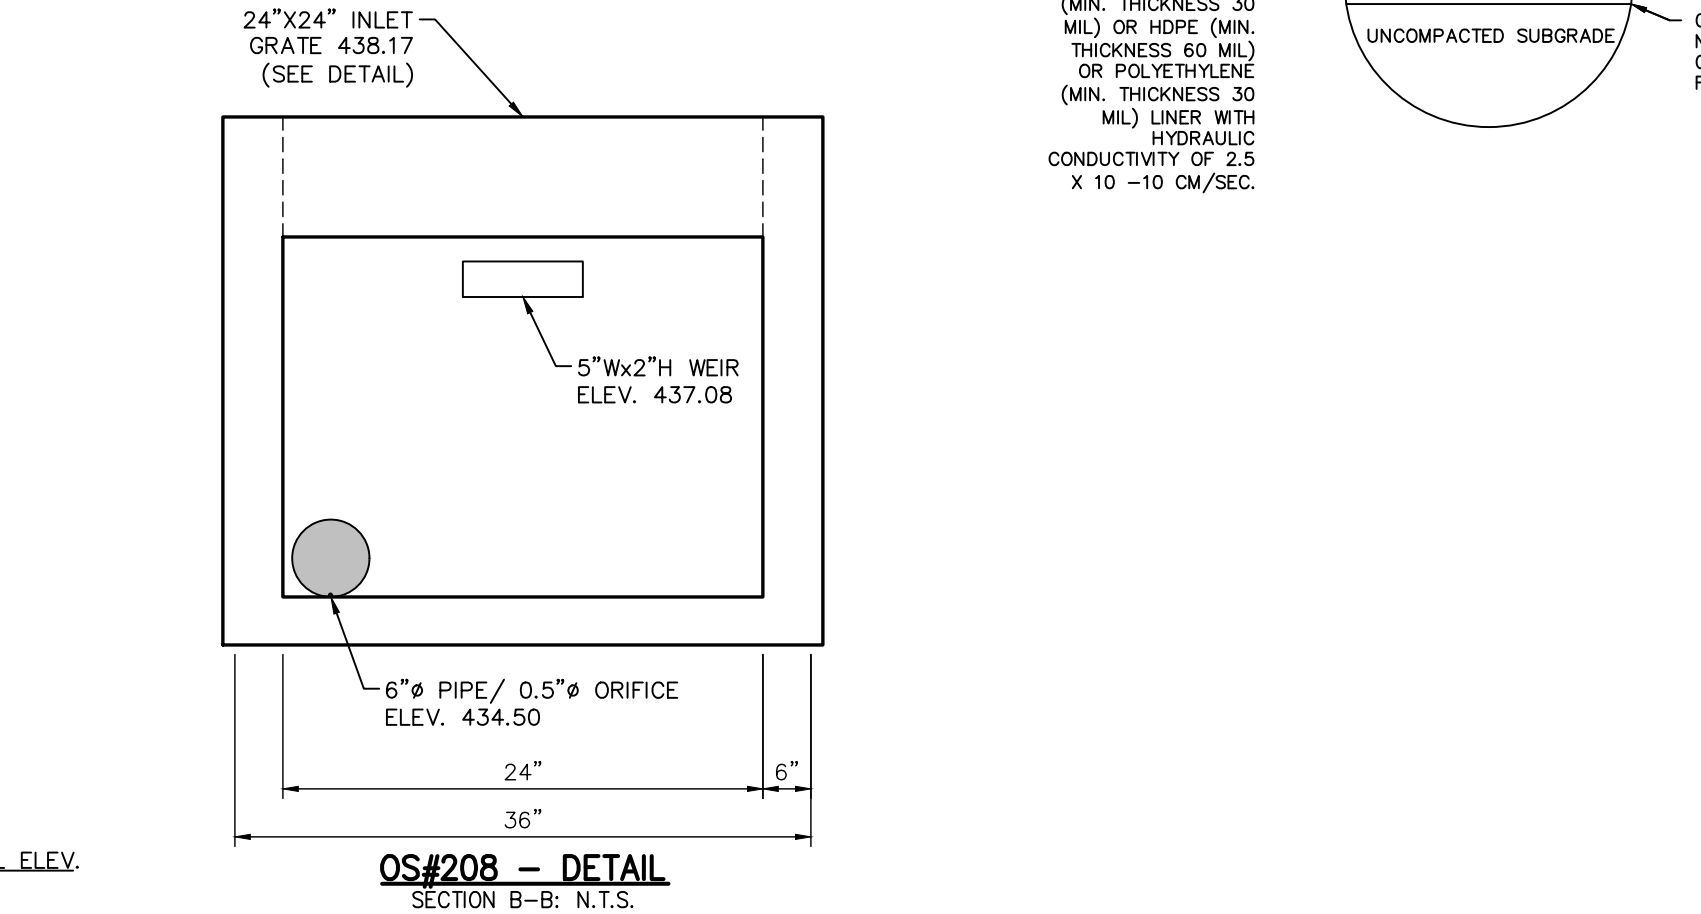 24”X24” INLET
GRATE 438.17
(SEE DETAIL)
5”Wx2”H WEIR
ELEV. 437.08
6”ø PIPE/ 0.5”ø ORIFICE
ELEV. 434.50
24”
6”
36”
OS#208 – DETAIL
SECTION B–B: N.T.S.
ELEV.
(MIN. THICKNESS 30
MIL) OR HDPE (MIN.
THICKNESS 60 MIL)
OR POLYETHYLENE
(MIN. THICKNESS 30
MIL) LINER WITH
HYDRAULIC
CONDUCTIVITY OF 2.5
X 10 –10 CM/SEC.
UNCOMPACTED SUBGRADE